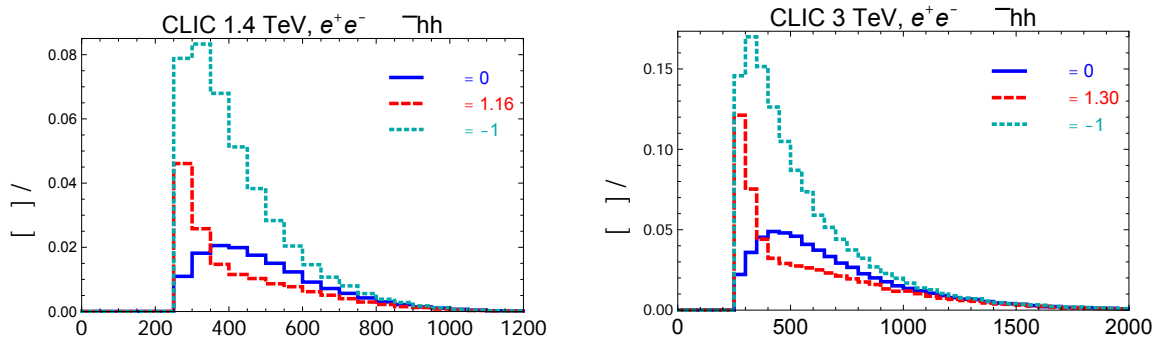 CLIC 1.4 TeV, e⁺e⁻ ‾hh
= 0
= 1.16
= −1
0.08
0.06
0.04
0.02
0.00
[ ] /
0 200 400 600 800 1000 1200
CLIC 3 TeV, e⁺e⁻ ‾hh
= 0
= 1.30
= −1
0.15
0.10
0.05
0.00
[ ] /
0 500 1000 1500 2000